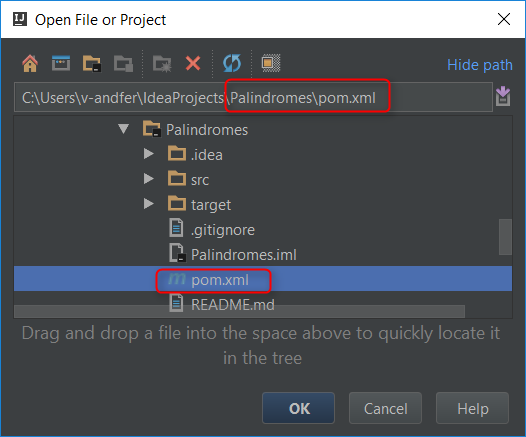 IJ Open File or Project
Hide path
C:\Users\v-andfer\IdeaProjects\Palindromes\pom.xml
Palindromes
.idea
src
target
.gitignore
Palindromes.iml
m pom.xml
README.md
Drag and drop a file into the space above to quickly locate it
in the tree
OK Cancel Help